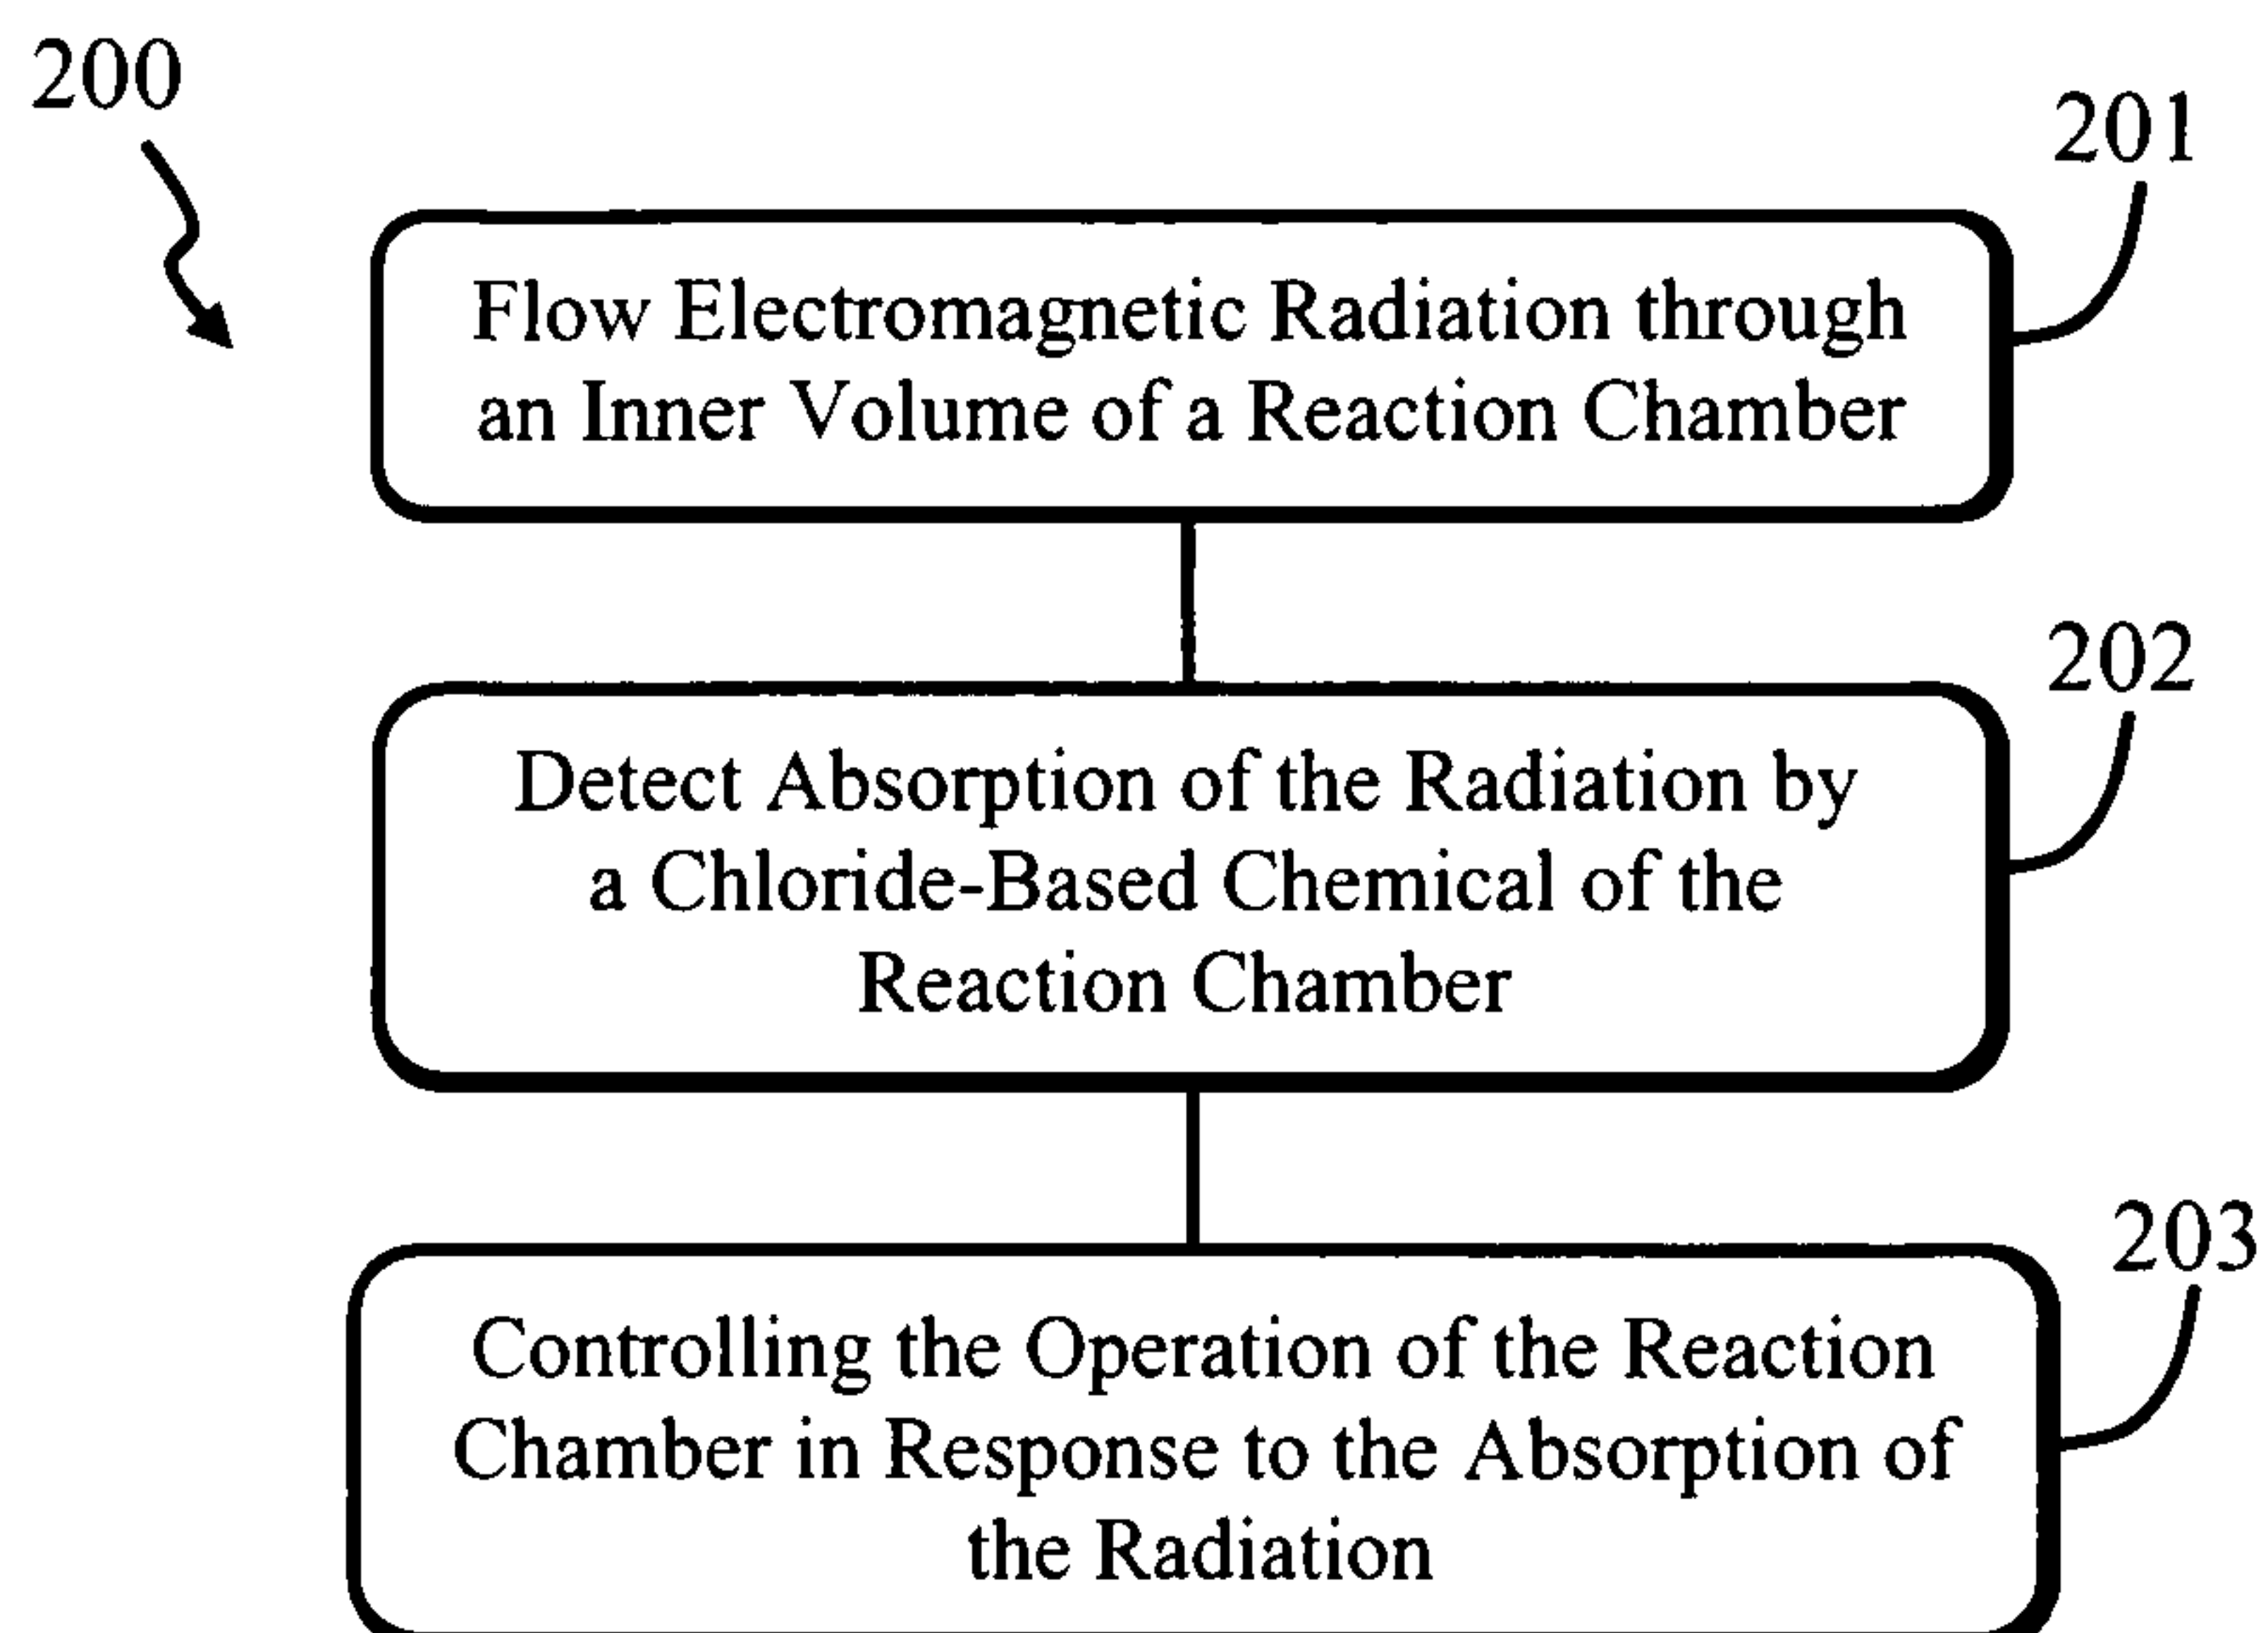 200
201
Flow Electromagnetic Radiation through
an Inner Volume of a Reaction Chamber
202
Detect Absorption of the Radiation by
a Chloride-Based Chemical of the
Reaction Chamber
203
Controlling the Operation of the Reaction
Chamber in Response to the Absorption of
the Radiation